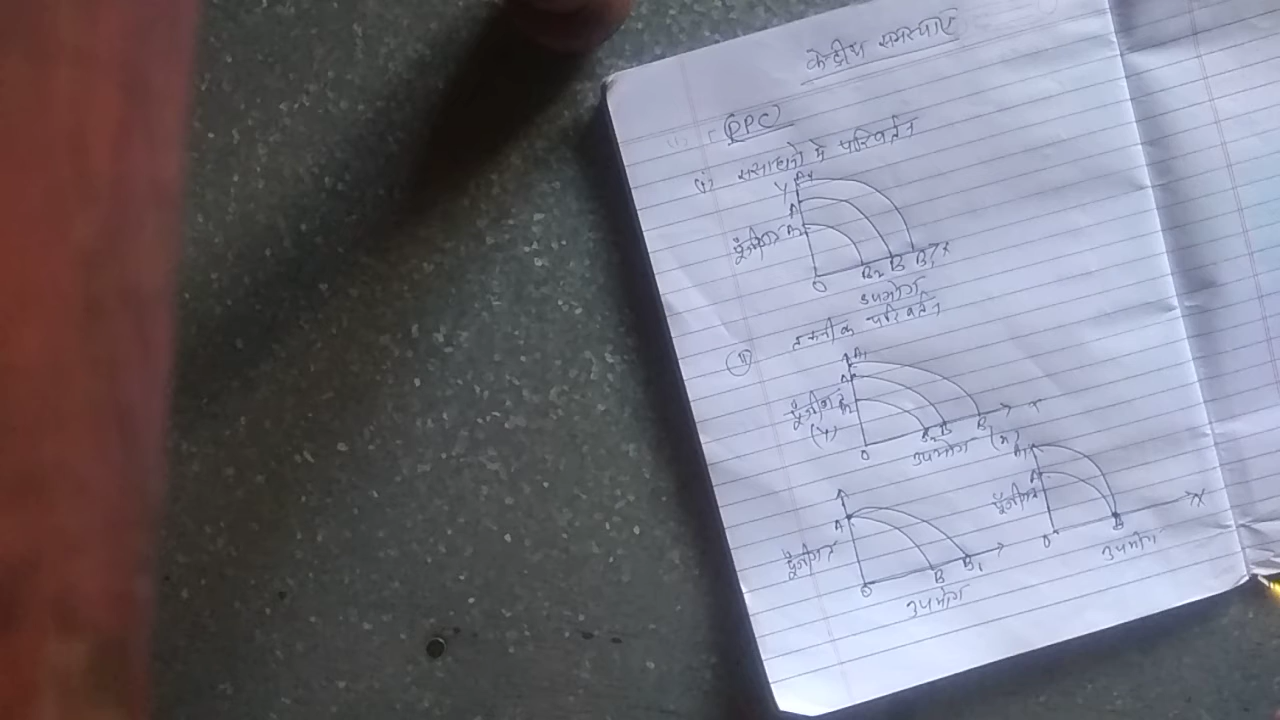 केन्द्रीय समस्याएं
PPC
(i) संसाधनों मे परिवर्तन
Y A1
A
A2
पूँजीगत
O B2 B B1 X
उपभोग
(ii) तकनीक परिवर्तन
A1
A
A2
पूँजीगत
(Y)
O B2 B B1 X
उपभोग (X)
A
पूँजीगत
O B B1
उपभोग
A1
A
पूँजीगत
O B X
उपभोग